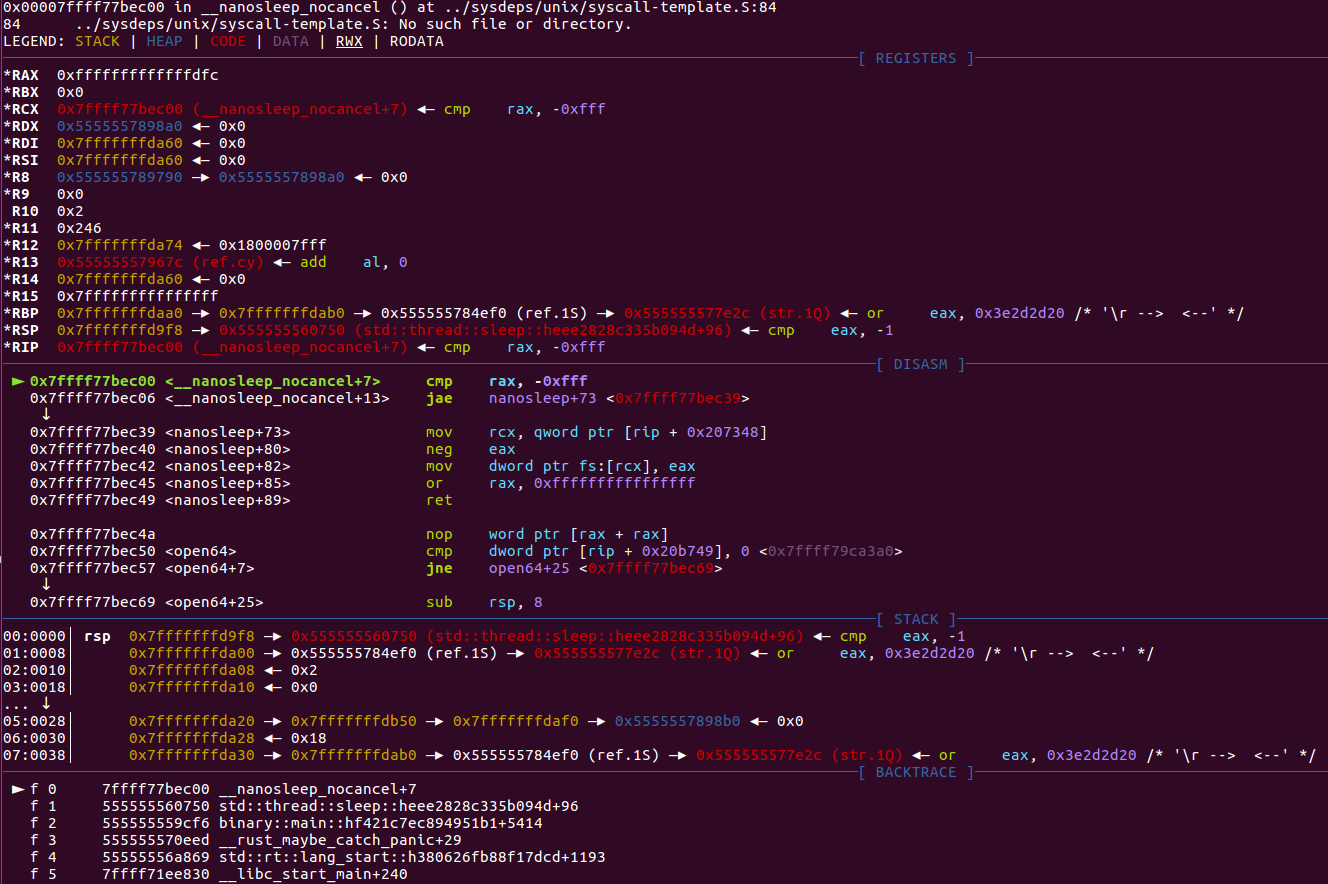 0x00007ffff77bec00 in __nanosleep_nocancel () at ../sysdeps/unix/syscall-template.S:84
84      ../sysdeps/unix/syscall-template.S: No such file or directory.
LEGEND: STACK | HEAP | CODE | DATA | RWX | RODATA
[ REGISTERS ]
*RAX  0xfffffffffffffdfc
*RBX  0x0
*RCX  0x7ffff77bec00 (__nanosleep_nocancel+7) ◄— cmp    rax, -0xfff
*RDX  0x5555557898a0 ◄— 0x0
*RDI  0x7fffffffda60 ◄— 0x0
*RSI  0x7fffffffda60 ◄— 0x0
*R8   0x555555789790 —► 0x5555557898a0 ◄— 0x0
*R9   0x0
 R10  0x2
*R11  0x246
*R12  0x7fffffffda74 ◄— 0x1800007fff
*R13  0x55555557967c (ref.cy) ◄— add    al, 0
*R14  0x7fffffffda60 ◄— 0x0
*R15  0x7fffffffffffffff
*RBP  0x7fffffffdaa0 —► 0x7fffffffdab0 —► 0x555555784ef0 (ref.1S) —► 0x555555577e2c (str.1Q) ◄— or     eax, 0x3e2d2d20 /* '\r -->  <--' */
*RSP  0x7fffffffd9f8 —► 0x555555560750 (std::thread::sleep::heee2828c335b094d+96) ◄— cmp    eax, -1
*RIP  0x7ffff77bec00 (__nanosleep_nocancel+7) ◄— cmp    rax, -0xfff
[ DISASM ]
► 0x7ffff77bec00 <__nanosleep_nocancel+7>     cmp    rax, -0xfff
0x7ffff77bec06 <__nanosleep_nocancel+13>    jae    nanosleep+73 <0x7ffff77bec39>
↓
0x7ffff77bec39 <nanosleep+73>               mov    rcx, qword ptr [rip + 0x207348]
0x7ffff77bec40 <nanosleep+80>               neg    eax
0x7ffff77bec42 <nanosleep+82>               mov    dword ptr fs:[rcx], eax
0x7ffff77bec45 <nanosleep+85>               or     rax, 0xffffffffffffffff
0x7ffff77bec49 <nanosleep+89>               ret
0x7ffff77bec4a                              nop    word ptr [rax + rax]
0x7ffff77bec50 <open64>                     cmp    dword ptr [rip + 0x20b749], 0 <0x7ffff79ca3a0>
0x7ffff77bec57 <open64+7>                   jne    open64+25 <0x7ffff77bec69>
↓
0x7ffff77bec69 <open64+25>                  sub    rsp, 8
[ STACK ]
00:0000│ rsp  0x7fffffffd9f8 —► 0x555555560750 (std::thread::sleep::heee2828c335b094d+96) ◄— cmp    eax, -1
01:0008│      0x7fffffffda00 —► 0x555555784ef0 (ref.1S) —► 0x555555577e2c (str.1Q) ◄— or     eax, 0x3e2d2d20 /* '\r -->  <--' */
02:0010│      0x7fffffffda08 ◄— 0x2
03:0018│      0x7fffffffda10 ◄— 0x0
... ↓
05:0028│      0x7fffffffda20 —► 0x7fffffffdb50 —► 0x7fffffffdaf0 —► 0x5555557898b0 ◄— 0x0
06:0030│      0x7fffffffda28 ◄— 0x18
07:0038│      0x7fffffffda30 —► 0x7fffffffdab0 —► 0x555555784ef0 (ref.1S) —► 0x555555577e2c (str.1Q) ◄— or     eax, 0x3e2d2d20 /* '\r -->  <--' */
[ BACKTRACE ]
► f 0     7ffff77bec00 __nanosleep_nocancel+7
f 1     555555560750 std::thread::sleep::heee2828c335b094d+96
f 2     555555559cf6 binary::main::hf421c7ec894951b1+5414
f 3     555555570eed __rust_maybe_catch_panic+29
f 4     55555556a869 std::rt::lang_start::h380626fb88f17dcd+1193
f 5     7ffff71ee830 __libc_start_main+240